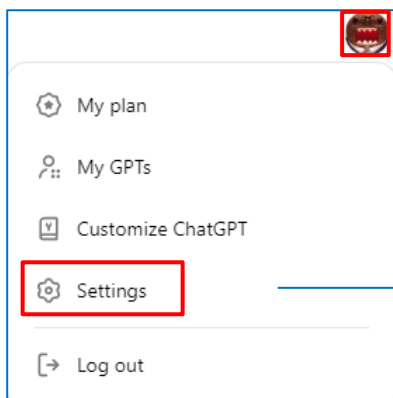 My plan
My GPTs
Customize ChatGPT
Settings
Log out